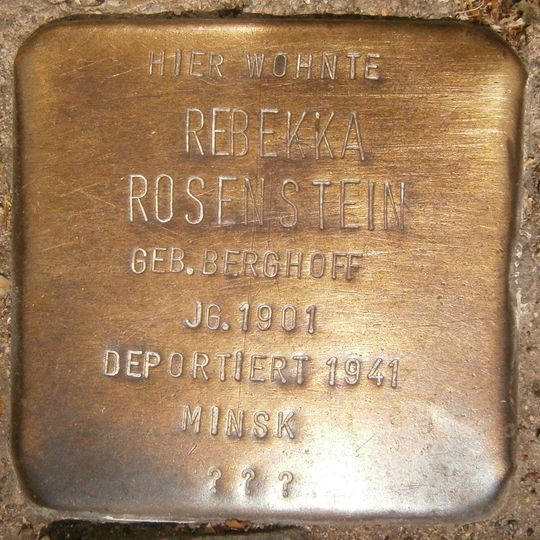 HIER WOHNTE
REBEKKA
ROSENSTEIN
GEB. BERGHOFF
JG. 1901
DEPORTIERT 1941
MINSK
? ? ?